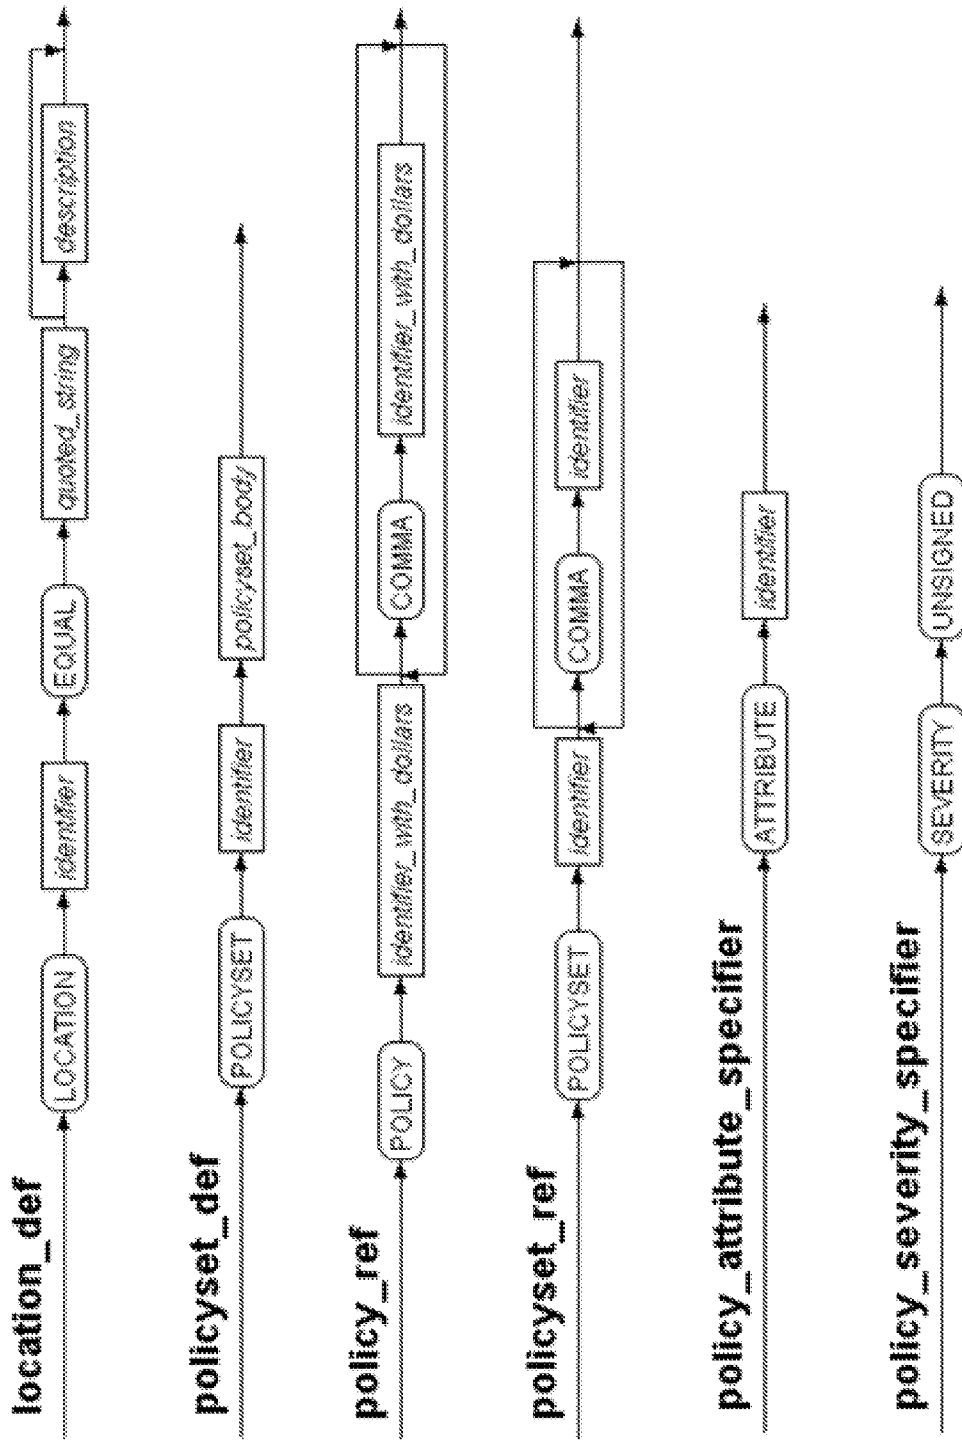 location_def
LOCATION identifier EQUAL quoted_string description
policyset_def
POLICYSET identifier policyset_body
policy_ref
POLICY identifier_with_dollars COMMA identifier_with_dollars
policyset_ref
POLICYSET identifier COMMA identifier
policy_attribute_specifier
ATTRIBUTE identifier
policy_severity_specifier
SEVERITY UNSIGNED